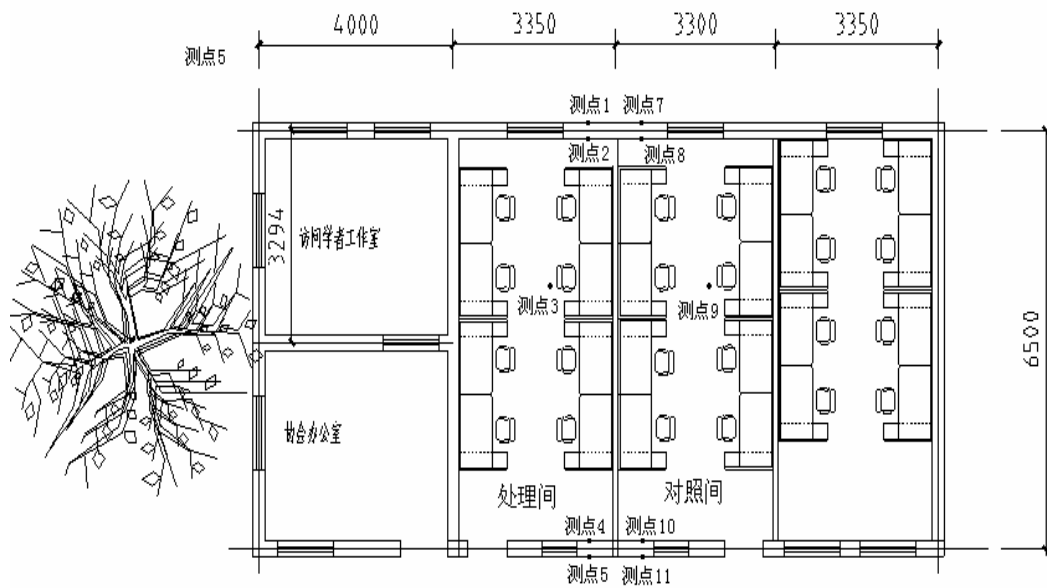 4000
3350
3300
3350
测点5
测点1
测点7
测点2
测点8
3294
访问学者工作室
测点3
测点9
6500
协会办公室
处理间
对照间
测点4
测点10
测点5
测点11